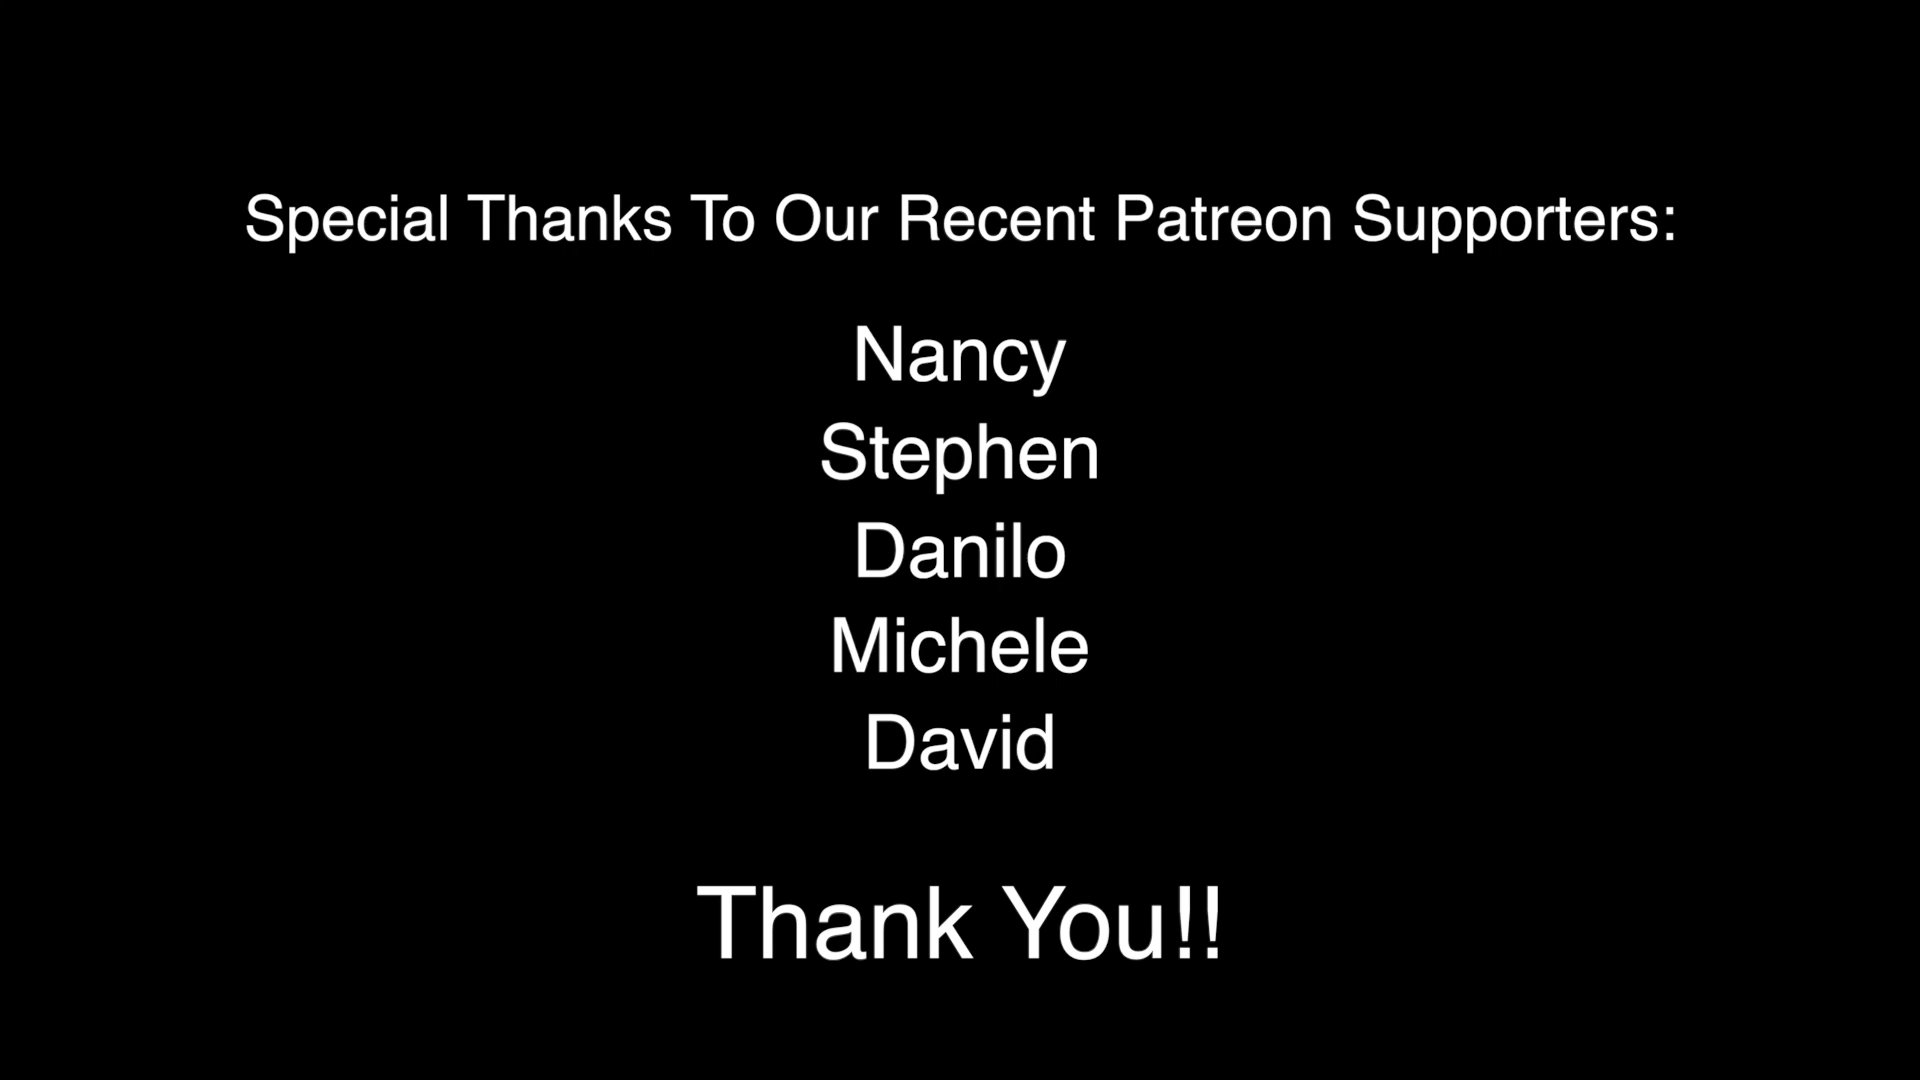 Special Thanks To Our Recent Patreon Supporters:
Nancy
Stephen
Danilo
Michele
David
Thank You!!